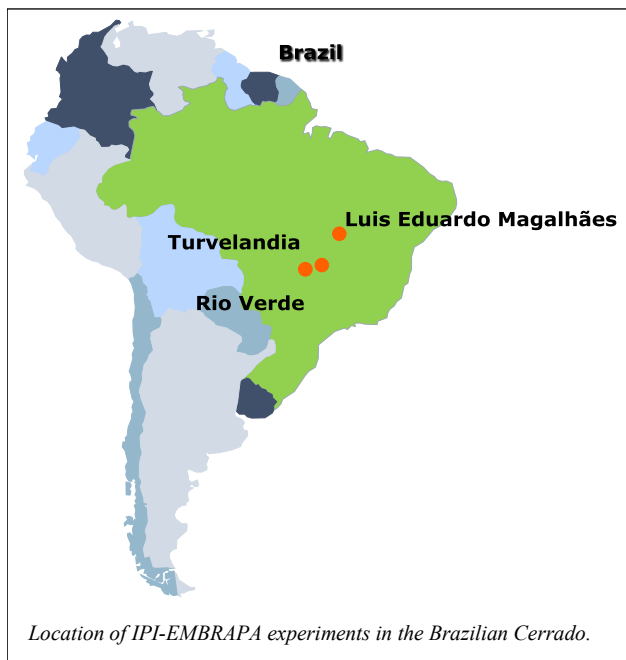 Brazil
Luis Eduardo Magalhães
Turvelandia
Rio Verde
Location of IPI-EMBRAPA experiments in the Brazilian Cerrado.